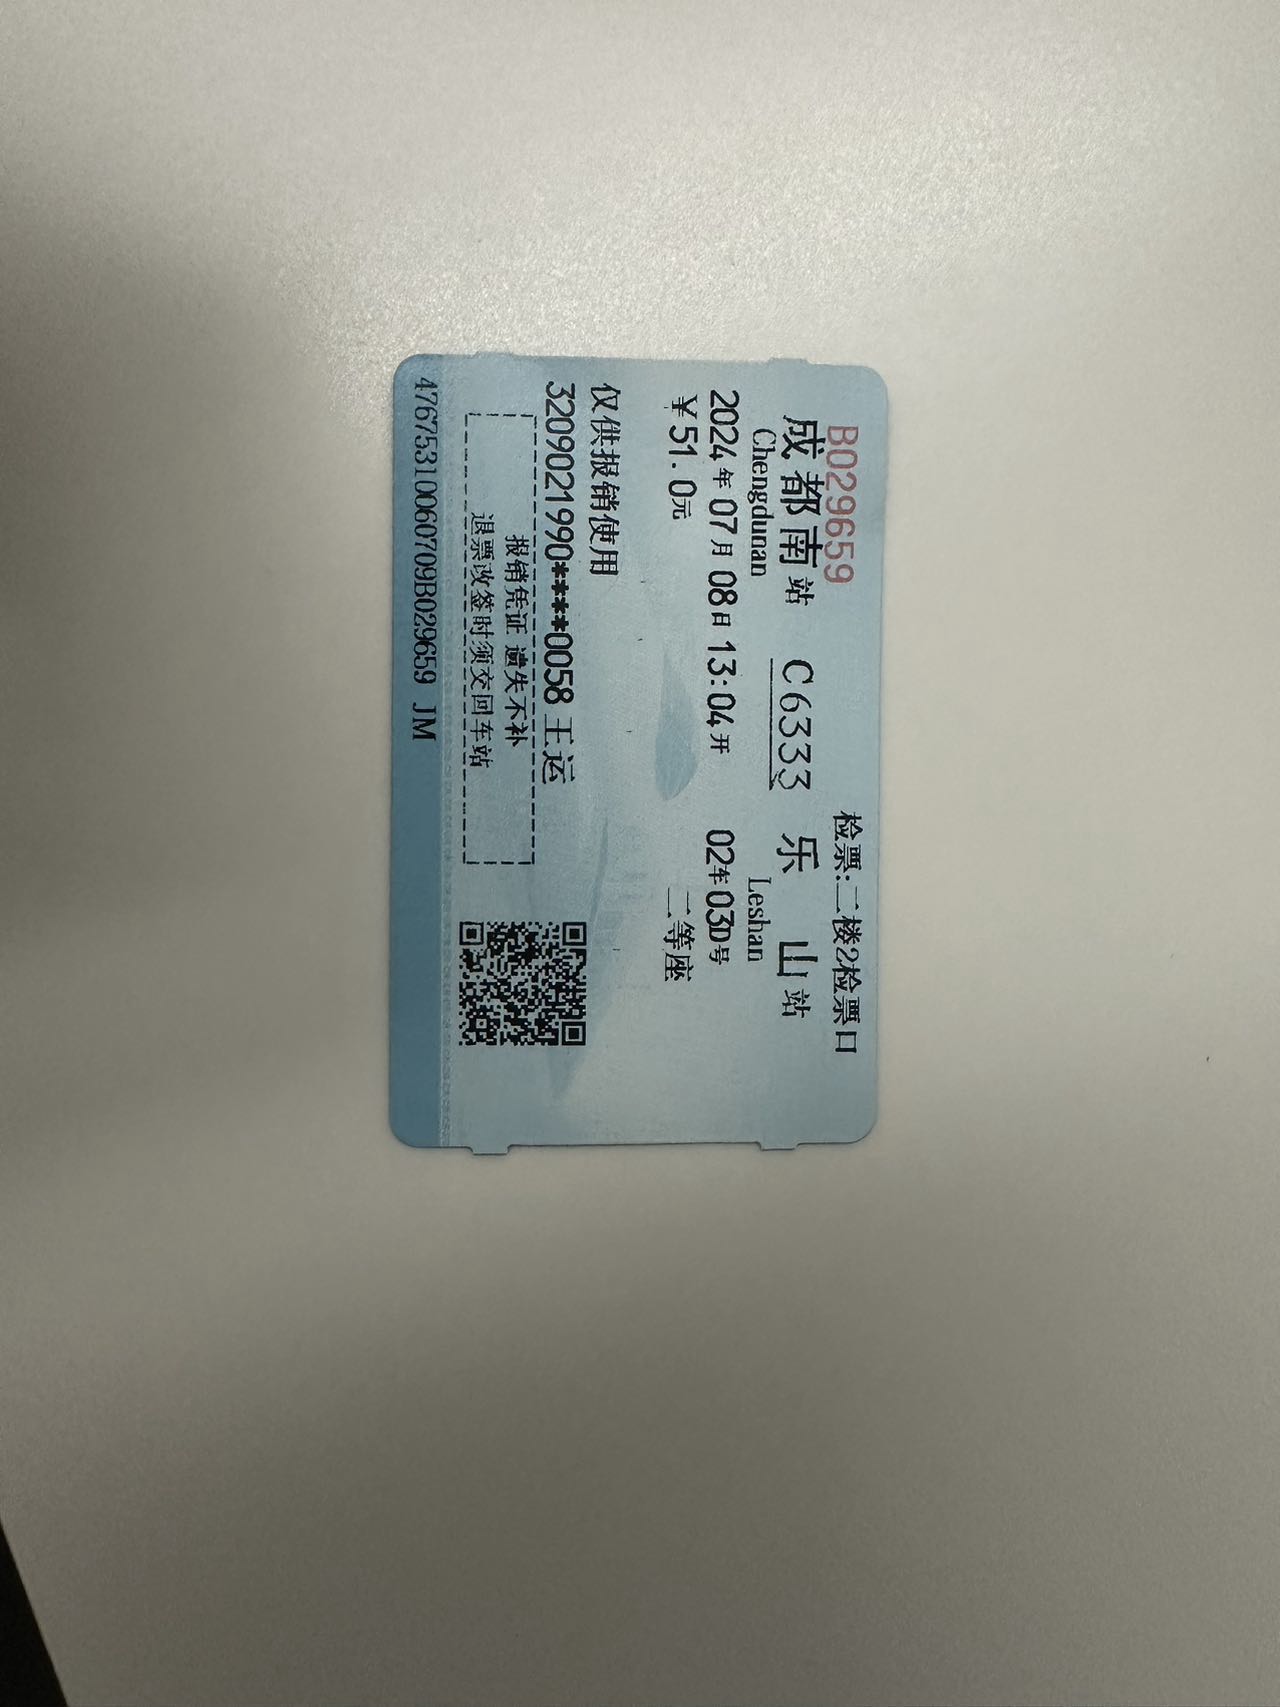 B029659 检票:二楼2检票口
成都南站 C6333 乐山站
Chengdunan Leshan
2024年07月08日13:04开 02车03D号
￥51.0元 二等座
仅供报销使用
3209021990****0058 王运
报销凭证 遗失不补
退票改签时须交回车站
47675310060709B029659 JM